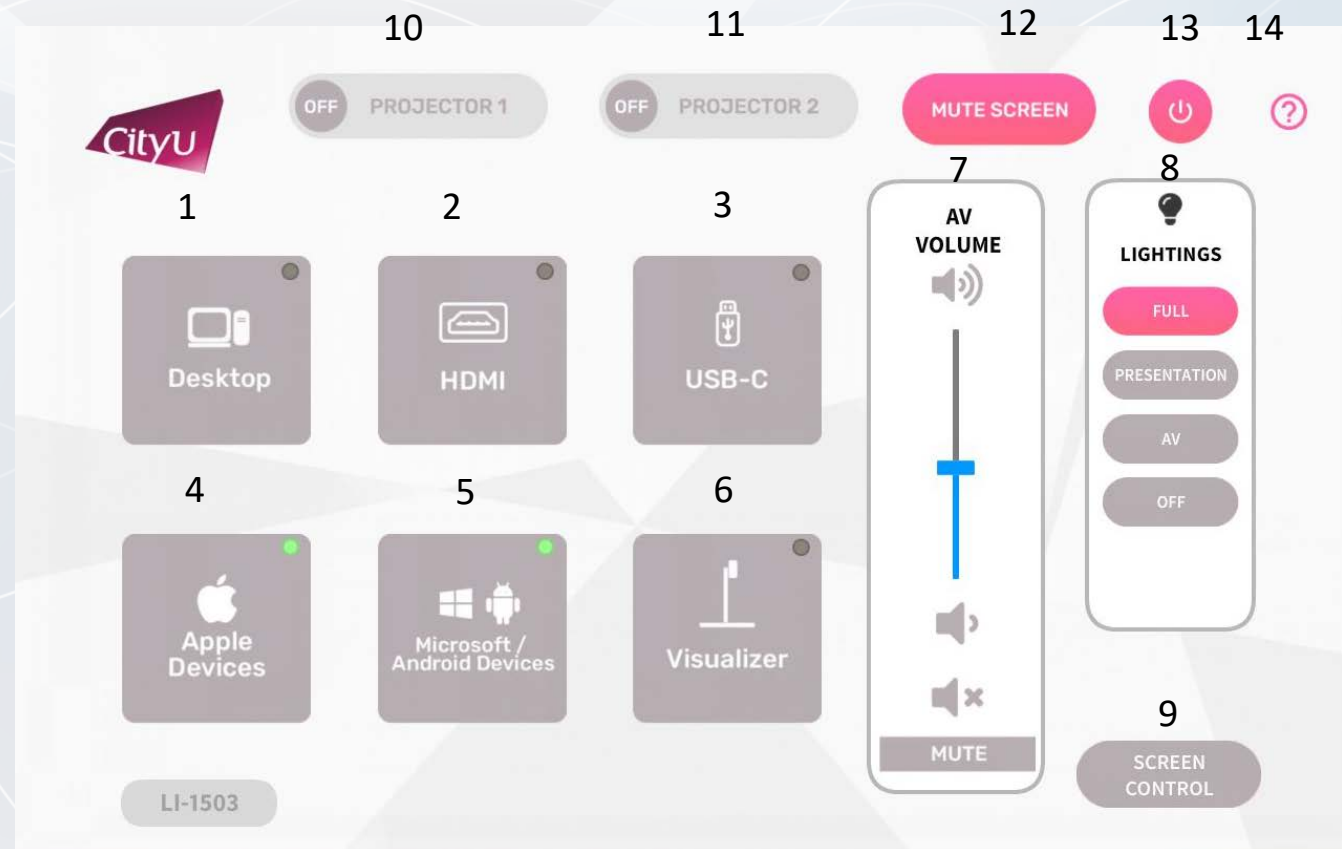 10
11
12
13
14
CityU
OFF PROJECTOR 1
OFF PROJECTOR 2
MUTE SCREEN
1
2
3
7
8
Desktop
HDMI
USB-C
AV
VOLUME
LIGHTINGS
FULL
PRESENTATION
AV
OFF
4
5
6
Apple
Devices
Microsoft /
Android Devices
Visualizer
MUTE
9
SCREEN
CONTROL
LI-1503